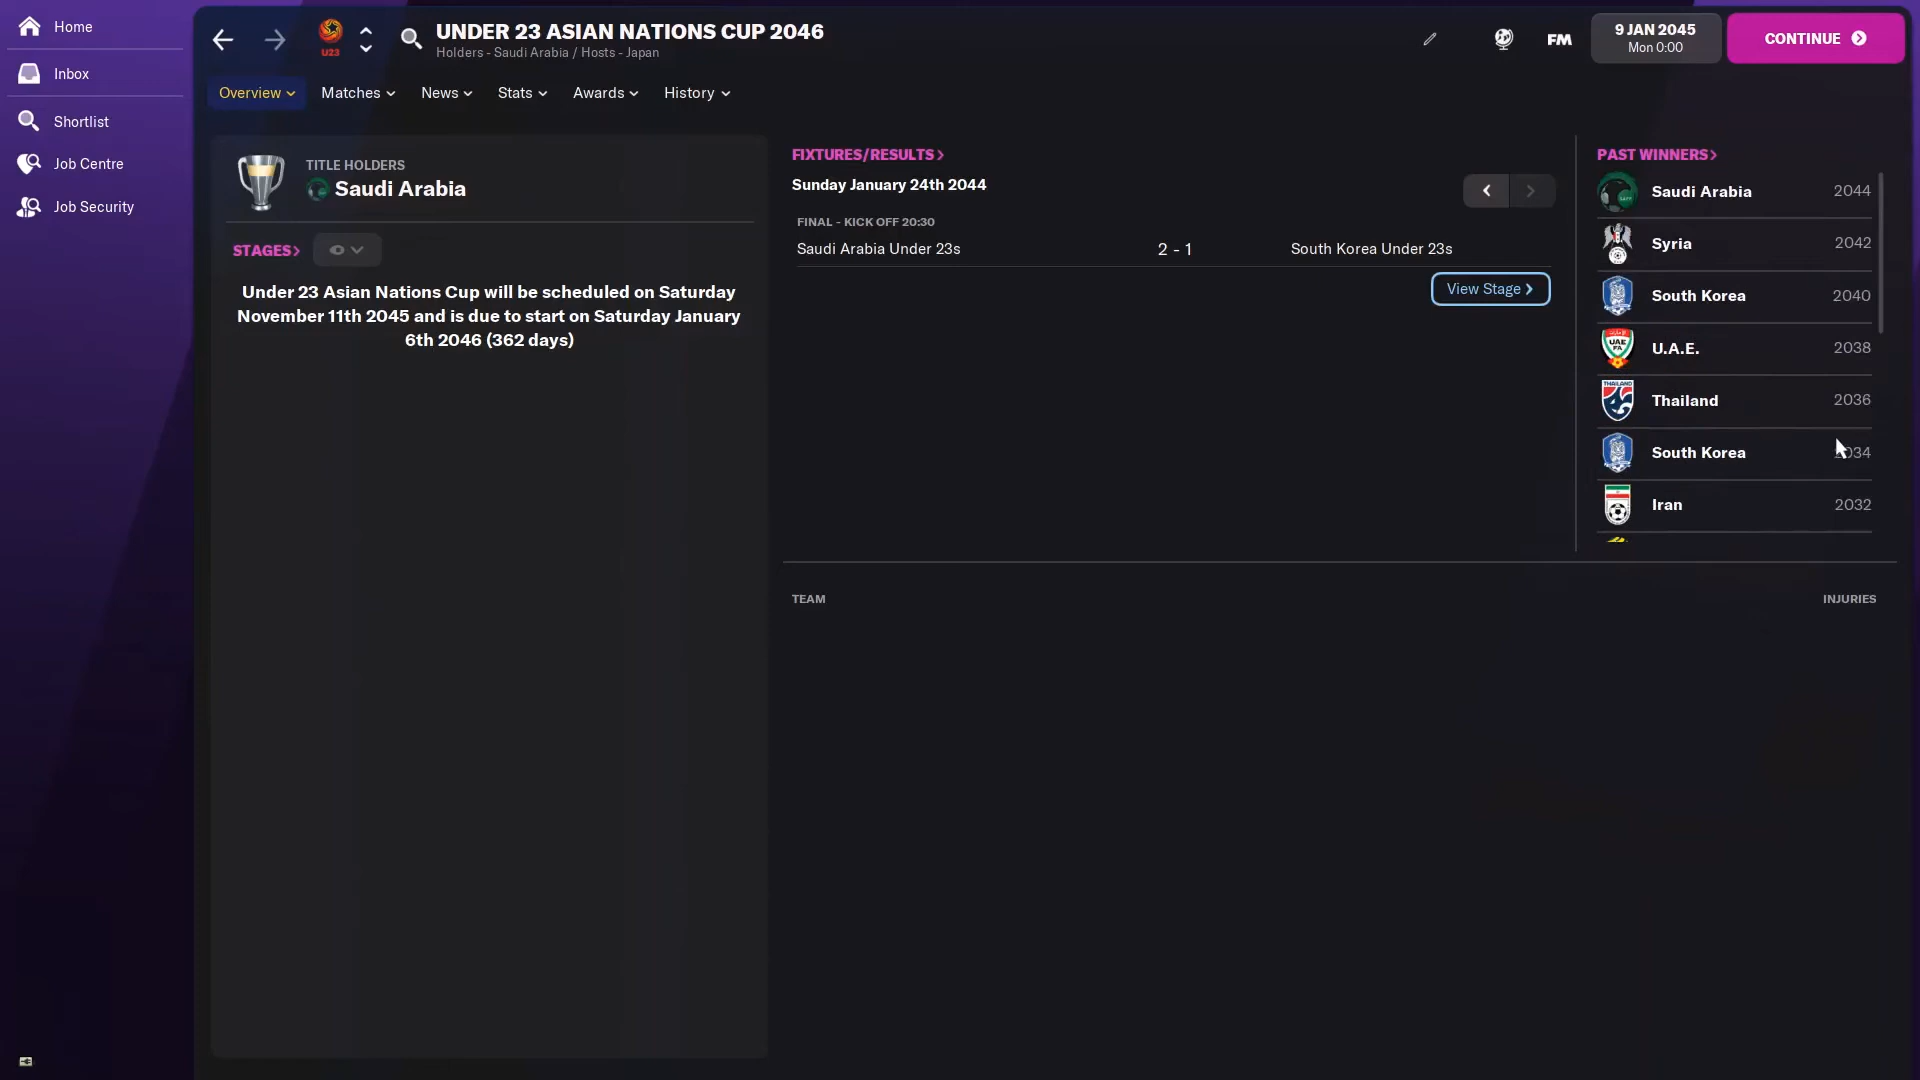 Home
Inbox
Shortlist
Job Centre
Job Security
U23
UNDER 23 ASIAN NATIONS CUP 2046
Holders - Saudi Arabia / Hosts - Japan
FM
9 JAN 2045
Mon 0:00
CONTINUE
Overview
Matches
News
Stats
Awards
History
TITLE HOLDERS
Saudi Arabia
STAGES
Under 23 Asian Nations Cup will be scheduled on Saturday
November 11th 2045 and is due to start on Saturday January
6th 2046 (362 days)
FIXTURES/RESULTS
Sunday January 24th 2044
FINAL - KICK OFF 20:30
Saudi Arabia Under 23s 2 - 1 South Korea Under 23s
View Stage
PAST WINNERS
Saudi Arabia 2044
Syria 2042
South Korea 2040
U.A.E. 2038
Thailand 2036
South Korea
Iran 2032
TEAM INJURIES